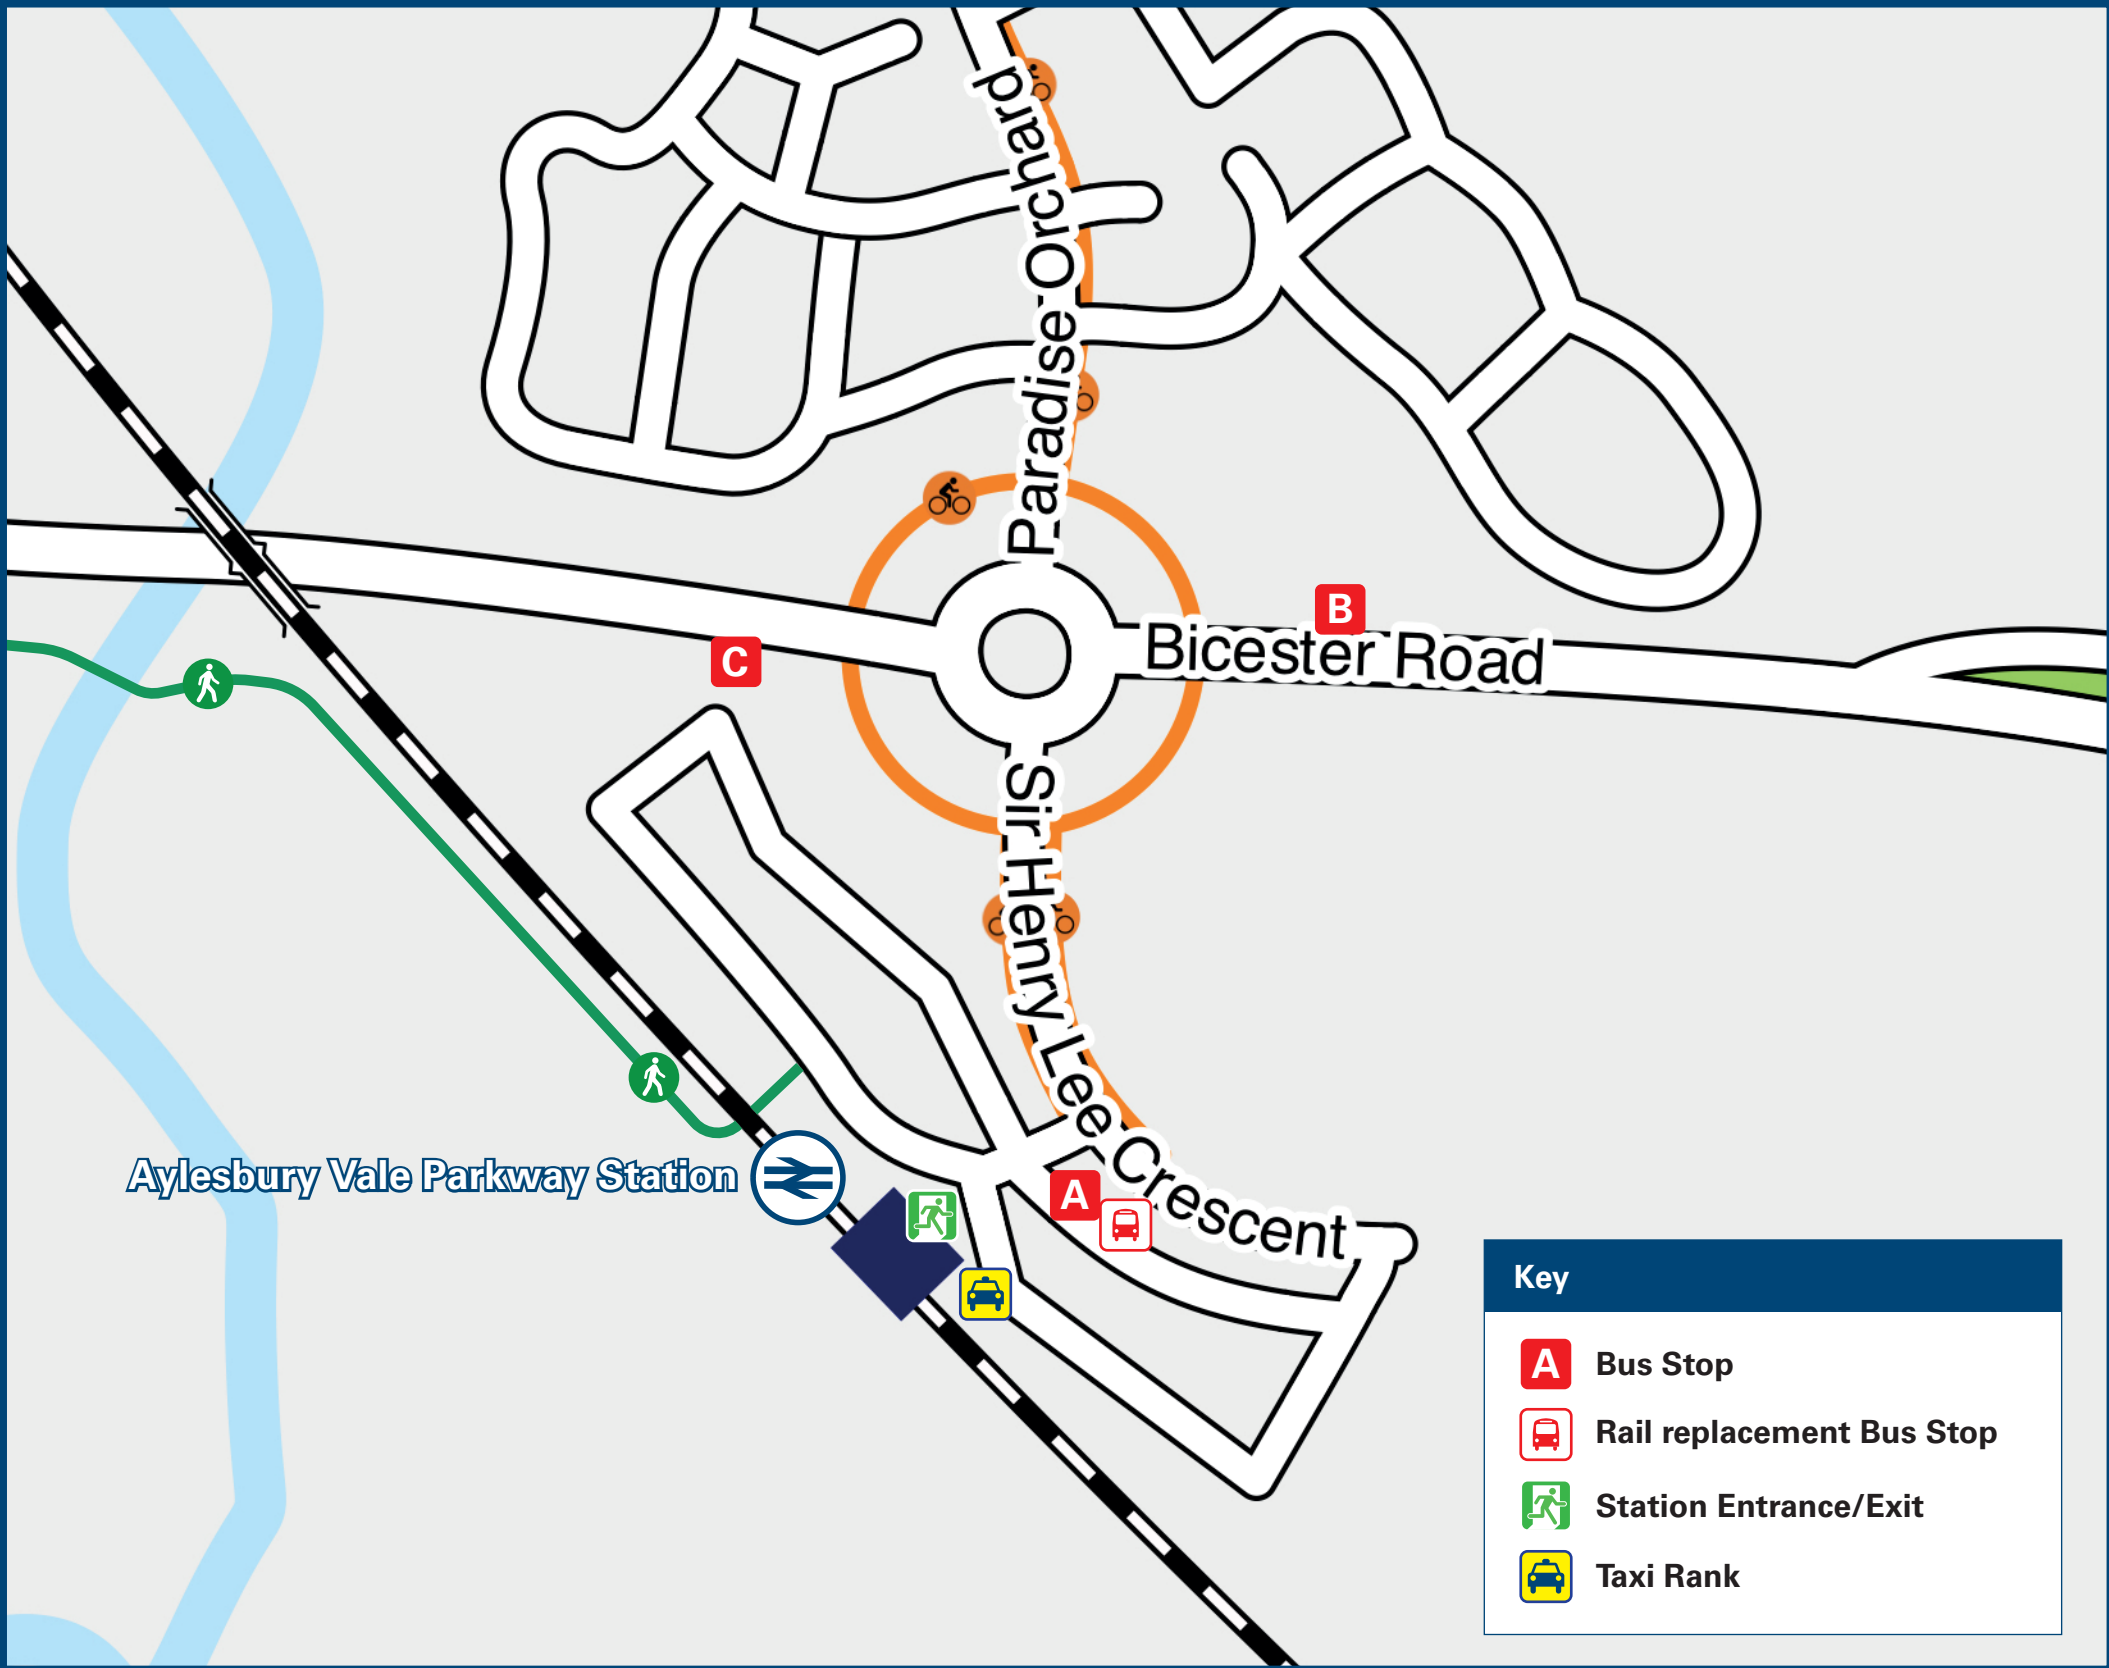 Paradise Orchard
B
Bicester Road
C
Sir Henry Lee Crescent
Aylesbury Vale Parkway Station
A
Key
A Bus Stop
Rail replacement Bus Stop
Station Entrance/Exit
Taxi Rank